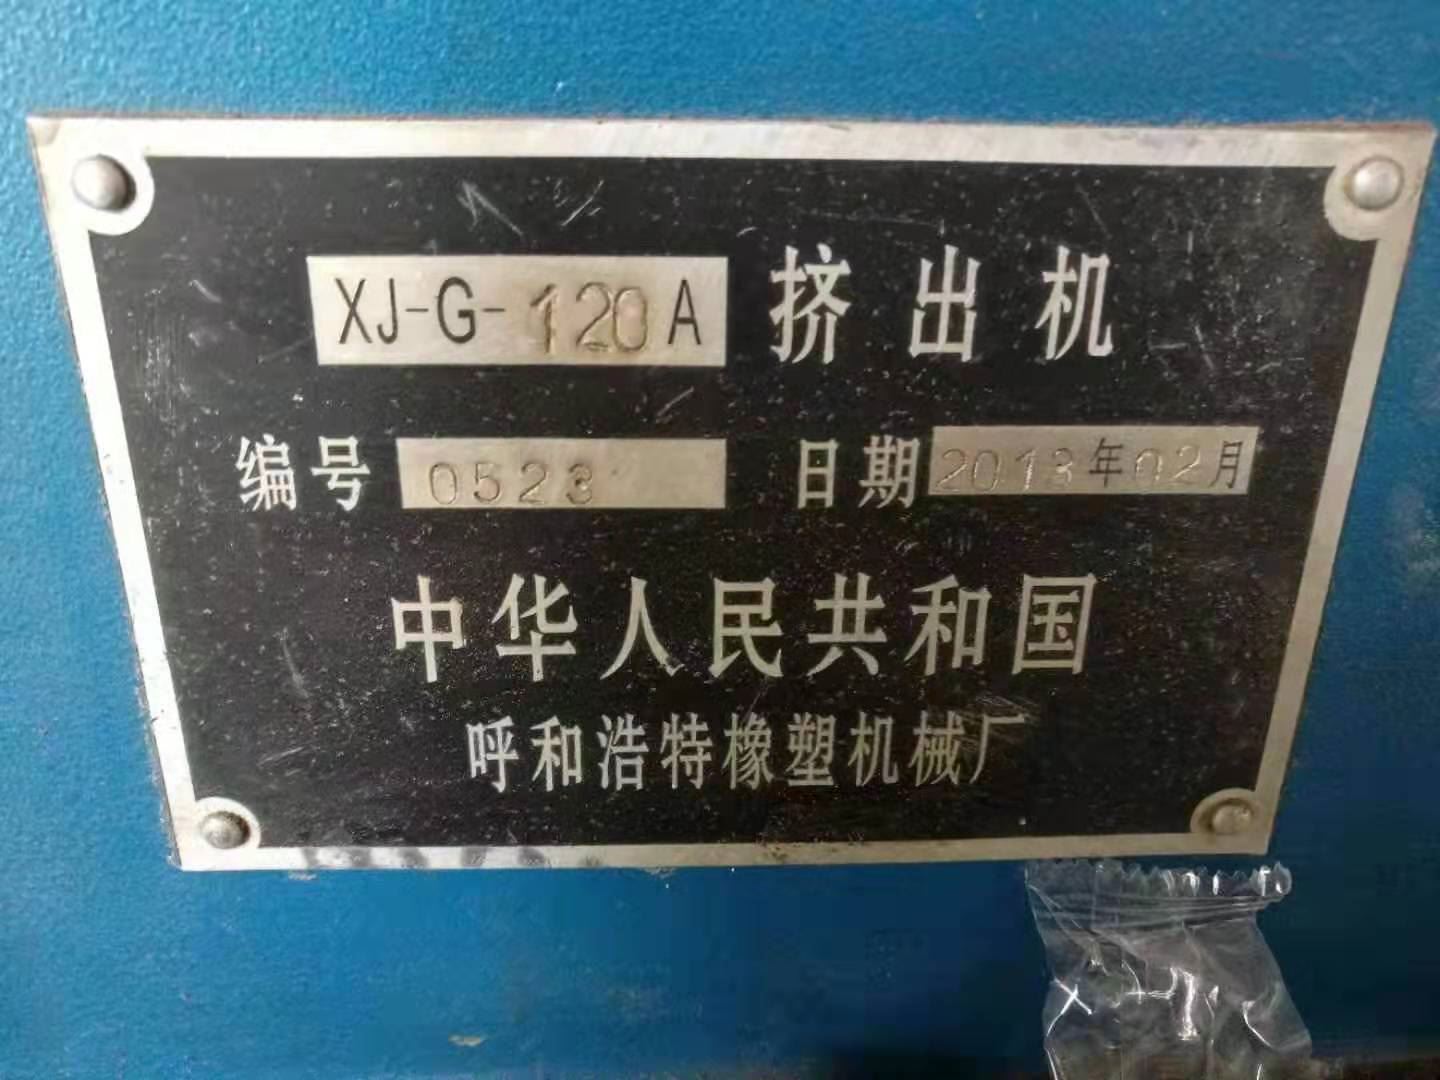 XJ-G-120A 挤出机
编号 0523 日期 2013年02月
中华人民共和国
呼和浩特橡塑机械厂